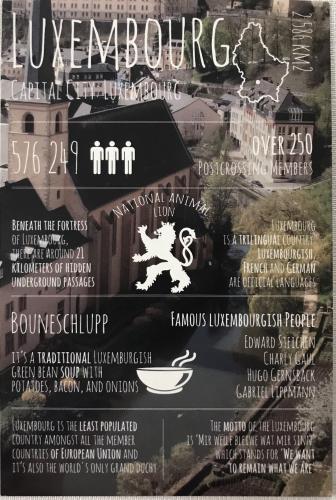 LUXEMBOURG
2.184 KM2
CAPITAL CITY: LUXEMBOURG
576 249
OVER 250
POSTCROSSING MEMBERS
NATIONAL ANIMAL
LION
BENEATH THE FORTRESS
OF LUXEMBOURG,
THERE ARE AROUND 21
KILOMETERS OF HIDDEN
UNDERGROUND PASSAGES
LUXEMBOURG
IS A TRILINGUAL COUNTRY
LUXEMBOURGISH,
FRENCH AND GERMAN
ARE OFFICIAL LANGUAGES
BOUNESCHLUPP
IT'S A TRADITIONAL LUXEMBURGISH
GREEN BEAN SOUP WITH
POTATOES, BACON, AND ONIONS
FAMOUS LUXEMBOURGISH PEOPLE
EDWARD STEICHEN
CHARLY GAUL
HUGO GERNSBACK
GABRIEL LIPPMANN
LUXEMBOURG IS THE LEAST POPULATED
COUNTRY AMONGST ALL THE MEMBER
COUNTRIES OF EUROPEAN UNION AND
IT'S ALSO THE WORLD'S ONLY GRAND DUCHY
THE MOTTO OF THE LUXEMBOURG
IS "MIR WËLLE BLEIWE WAT MIR SINN"
WHICH STANDS FOR "WE WANT
TO REMAIN WHAT WE ARE